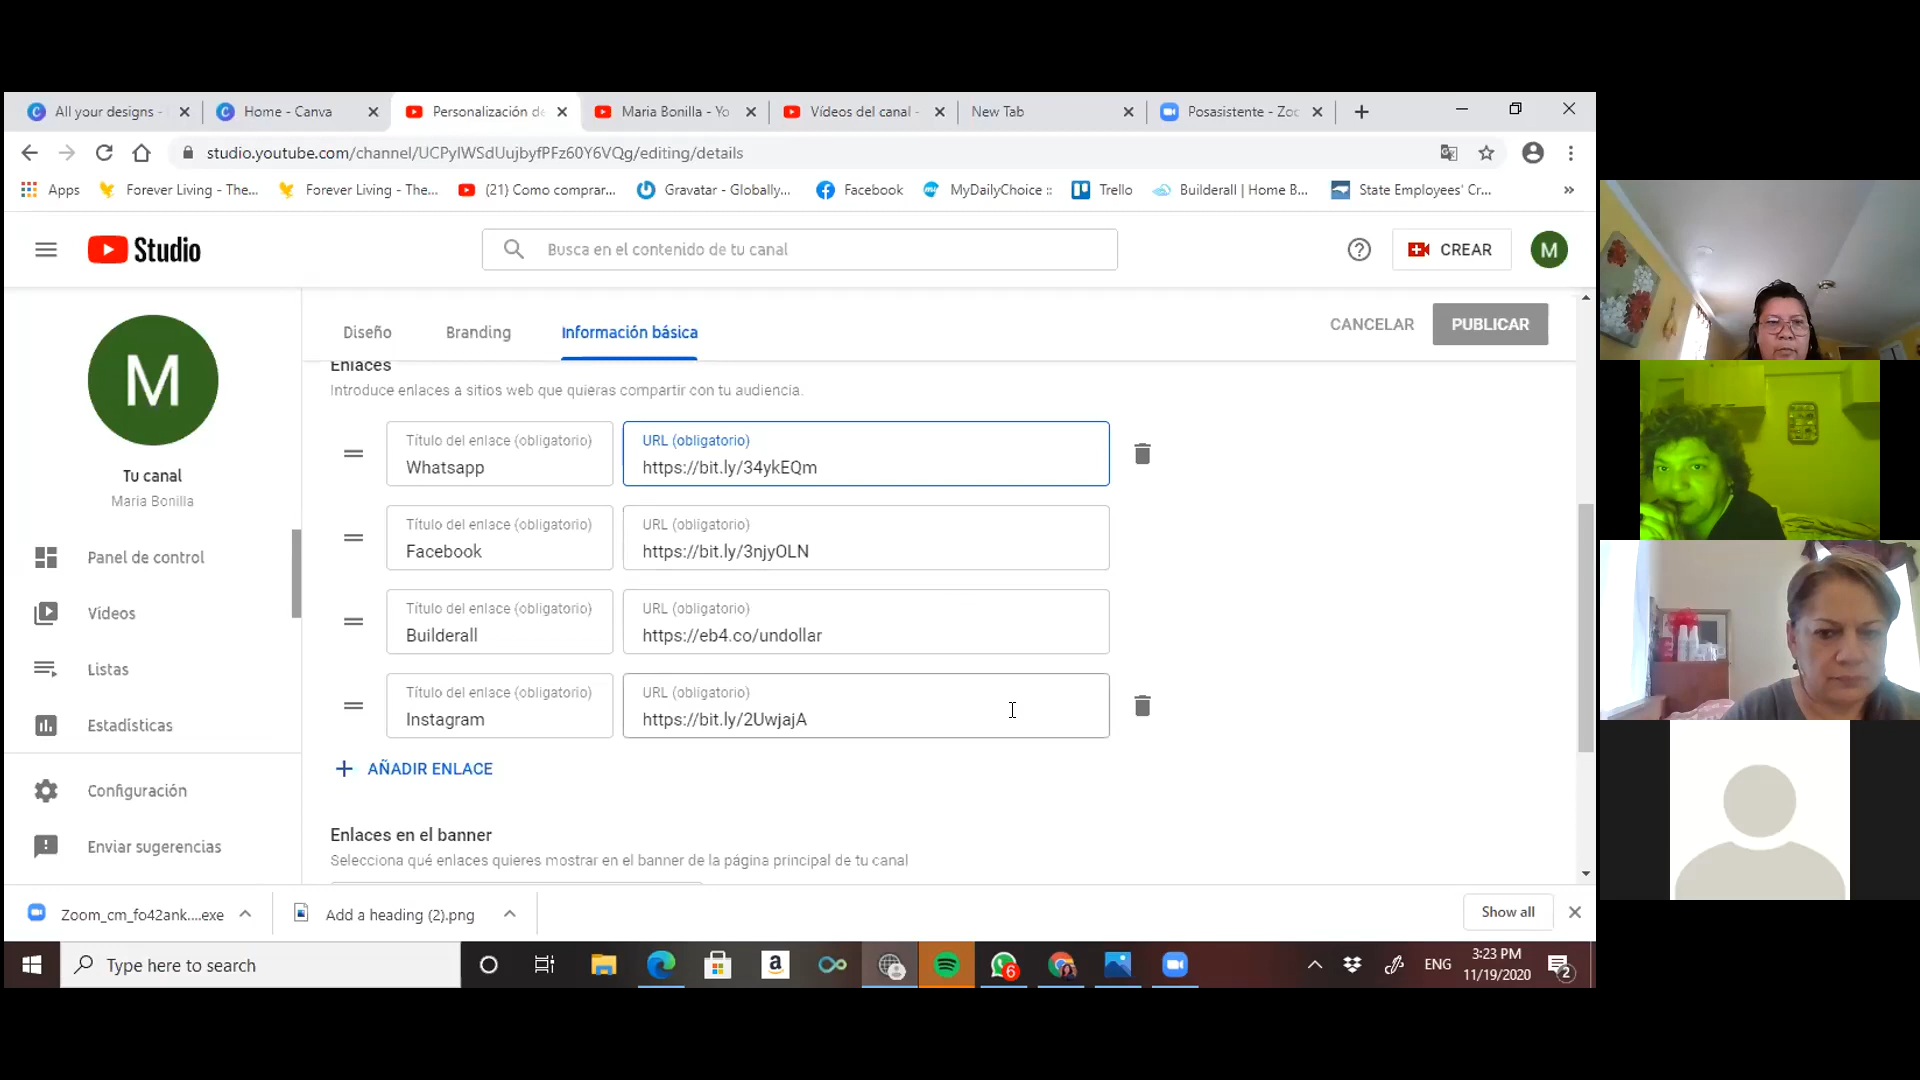 All your designs -
Home - Canva
Personalización de
Maria Bonilla - Yo
Vídeos del canal -
New Tab
Posasistente - Zoo
studio.youtube.com/channel/UCPyIWSdUujbyfPFz60Y6VQg/editing/details
Apps
Forever Living - The...
Forever Living - The...
(21) Como comprar...
Gravatar - Globally...
Facebook
MyDailyChoice ::
Trello
Builderall | Home B...
State Employees' Cr...
»
Studio
Busca en el contenido de tu canal
CREAR
M
M
Tu canal
Maria Bonilla
Panel de control
Vídeos
Listas
Estadísticas
Configuración
Enviar sugerencias
Diseño
Branding
Información básica
CANCELAR
PUBLICAR
Enlaces
Introduce enlaces a sitios web que quieras compartir con tu audiencia.
Título del enlace (obligatorio)
Whatsapp
URL (obligatorio)
https://bit.ly/34ykEQm
Título del enlace (obligatorio)
Facebook
URL (obligatorio)
https://bit.ly/3njyOLN
Título del enlace (obligatorio)
Builderall
URL (obligatorio)
https://eb4.co/undollar
Título del enlace (obligatorio)
Instagram
URL (obligatorio)
https://bit.ly/2UwjajA
AÑADIR ENLACE
Enlaces en el banner
Selecciona qué enlaces quieres mostrar en el banner de la página principal de tu canal
Zoom_cm_fo42ank....exe
Add a heading (2).png
Show all
Type here to search
a
6
ENG
3:23 PM
11/19/2020
2